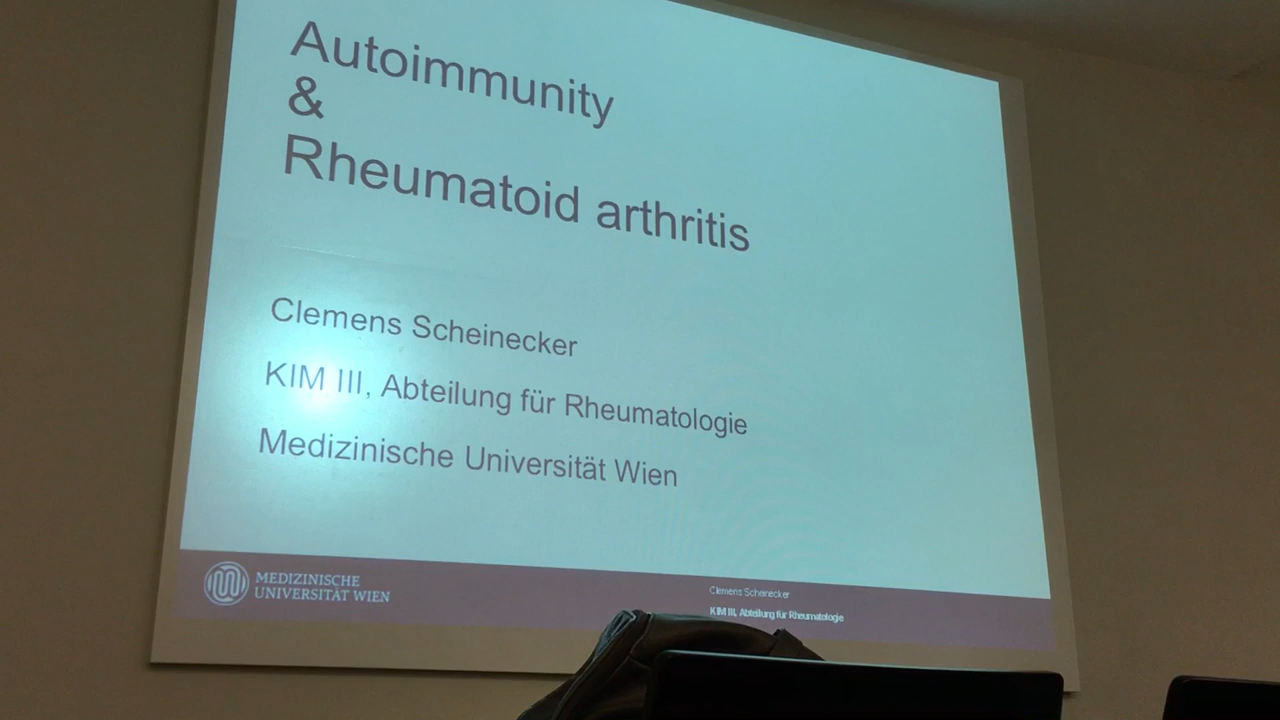 Autoimmunity
&
Rheumatoid arthritis
Clemens Scheinecker
KIM III, Abteilung für Rheumatologie
Medizinische Universität Wien
MEDIZINISCHE
UNIVERSITÄT WIEN
Clemens Scheinecker
KIM III, Abteilung für Rheumatologie